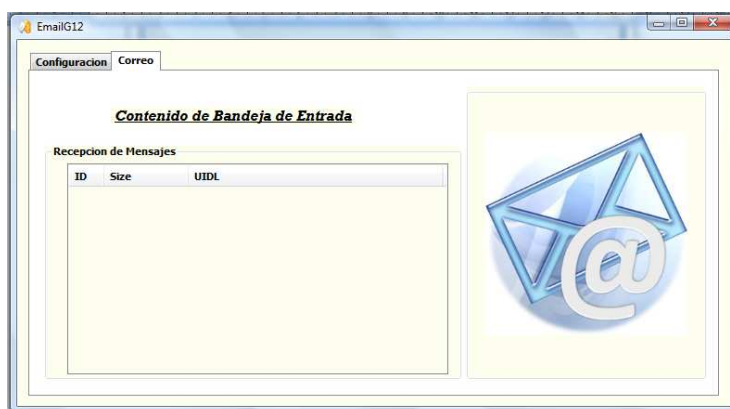 EmailG12
Configuracion Correo
Contenido de Bandeja de Entrada
Recepcion de Mensajes
ID Size UIDL
@